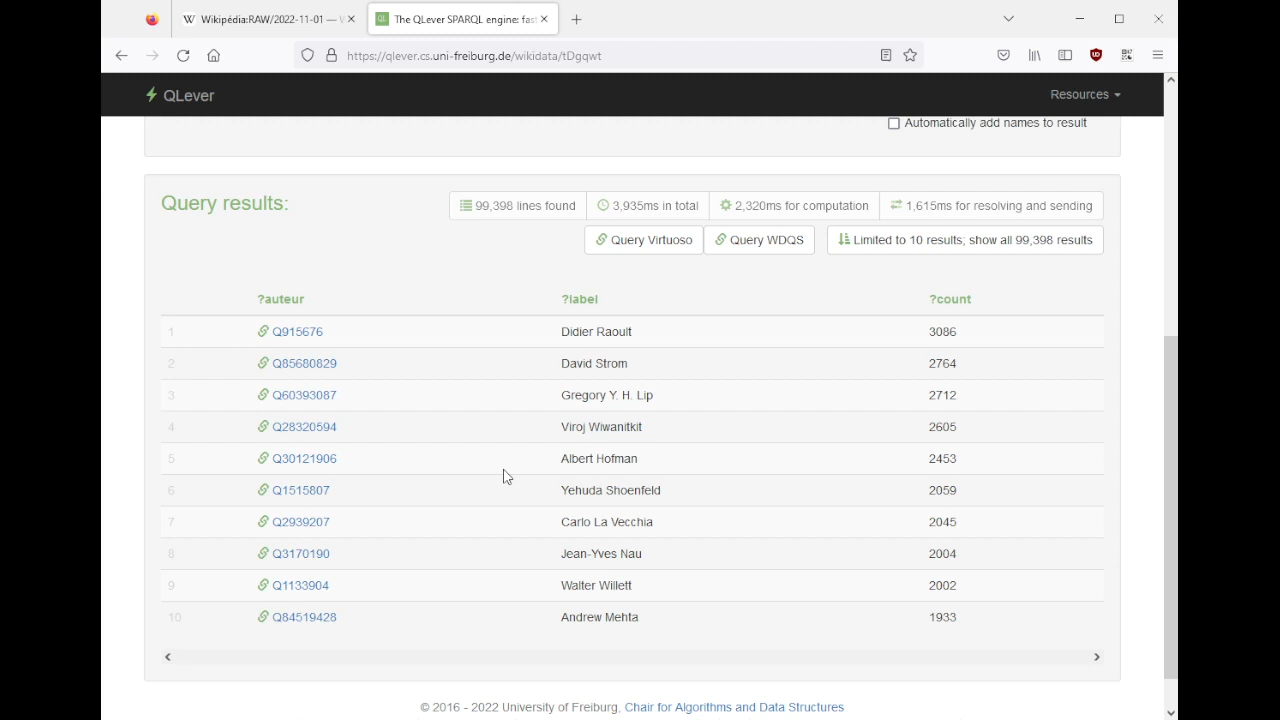 Wikipédia:RAW/2022-11-01 —
The QLever SPARQL engine: fast
https://qlever.cs.uni-freiburg.de/wikidata/tDgqwt
QLever
Resources
Automatically add names to result
Query results:
99,398 lines found
3,935ms in total
2,320ms for computation
1,615ms for resolving and sending
Query Virtuoso
Query WDQS
Limited to 10 results; show all 99,398 results
?auteur ?label ?count
1 Q915676 Didier Raoult 3086
2 Q85680829 David Strom 2764
3 Q60393087 Gregory Y. H. Lip 2712
4 Q28320594 Viroj Wiwanitkit 2605
5 Q30121906 Albert Hofman 2453
6 Q1515807 Yehuda Shoenfeld 2059
7 Q2939207 Carlo La Vecchia 2045
8 Q3170190 Jean-Yves Nau 2004
9 Q1133904 Walter Willett 2002
10 Q84519428 Andrew Mehta 1933
© 2016 - 2022 University of Freiburg, Chair for Algorithms and Data Structures